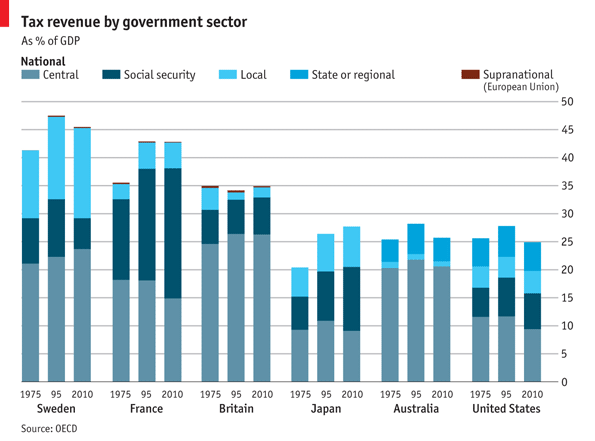 Tax revenue by government sector
As % of GDP
National
Central Social security Local State or regional Supranational
(European Union)
50
45
40
35
30
25
20
15
10
5
0
1975 95 2010 1975 95 2010 1975 95 2010 1975 95 2010 1975 95 2010 1975 95 2010
Sweden France Britain Japan Australia United States
Source: OECD